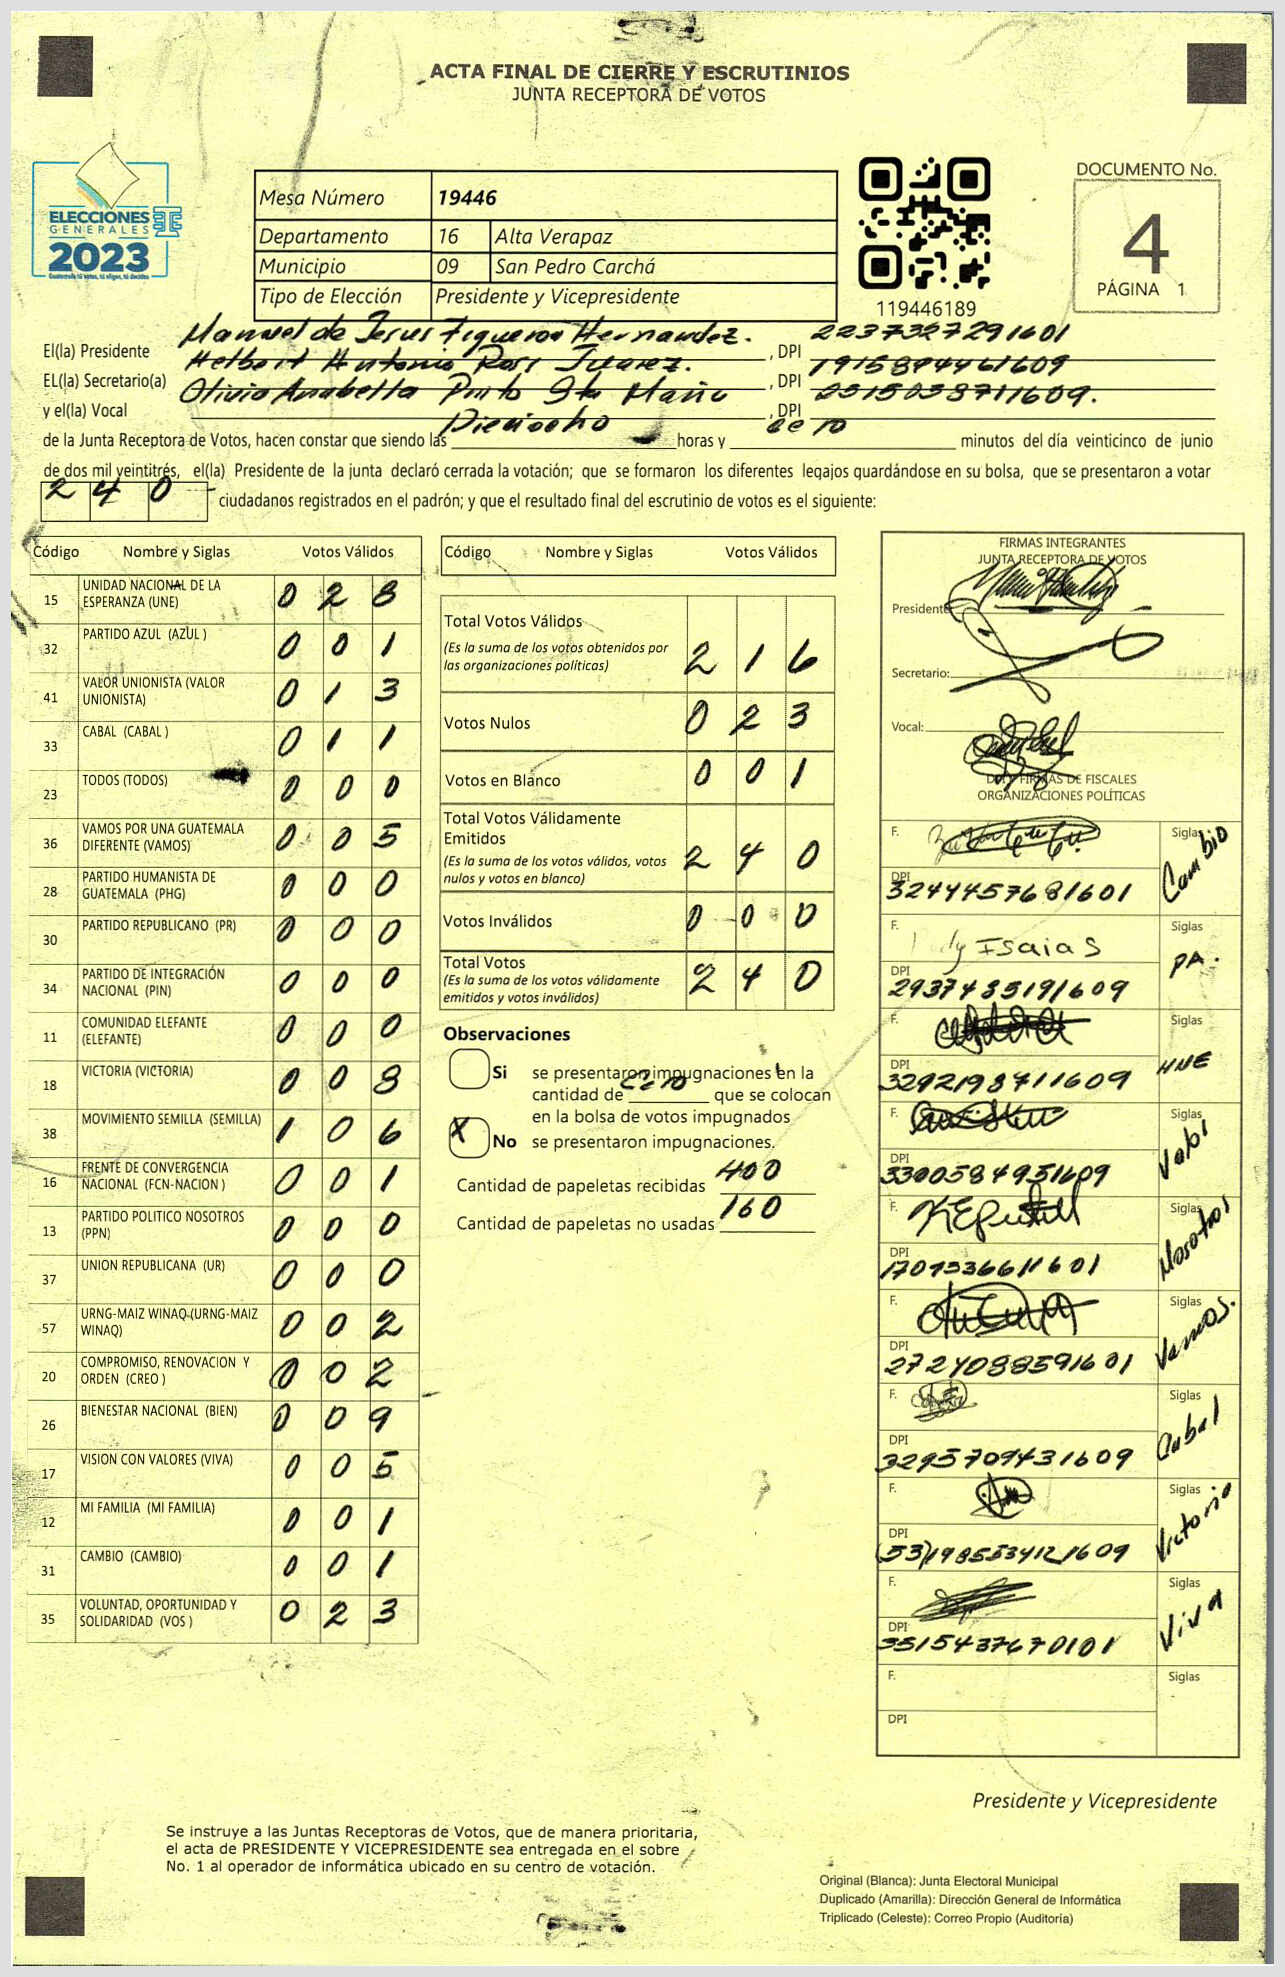 ACTA FINAL DE CIERRE Y ESCRUTINIOS
JUNTA RECEPTORA DE VOTOS
ELECCIONES
GENERALES
2023
Mesa Número 19446
Departamento 16 Alta Verapaz
Municipio 09 San Pedro Carchá
Tipo de Elección Presidente y Vicepresidente
119446189
DOCUMENTO No.
4
PÁGINA 1
El(la) Presidente Manuel de Jesus Figueroa Hernandez. , DPI 2237327291601
EL(la) Secretario(a) Helbert Antonio Rossi Juarez. , DPI 1915894461609
y el(la) Vocal Olivia Anabella Pinto Sta Maria , DPI 2315038711609.
de la Junta Receptora de Votos, hacen constar que siendo las Dieciocho horas y cero minutos del día veinticinco de junio
de dos mil veintitrés, el(la) Presidente de la junta declaró cerrada la votación; que se formaron los diferentes legajos guardándose en su bolsa, que se presentaron a votar
240 ciudadanos registrados en el padrón; y que el resultado final del escrutinio de votos es el siguiente:
Código Nombre y Siglas Votos Válidos
15 UNIDAD NACIONAL DE LA ESPERANZA (UNE) 0 2 8
32 PARTIDO AZUL (AZUL ) 0 0 1
41 VALOR UNIONISTA (VALOR UNIONISTA) 0 1 3
33 CABAL (CABAL ) 0 1 1
23 TODOS (TODOS) 0 0 0
36 VAMOS POR UNA GUATEMALA DIFERENTE (VAMOS) 0 0 5
28 PARTIDO HUMANISTA DE GUATEMALA (PHG) 0 0 0
30 PARTIDO REPUBLICANO (PR) 0 0 0
34 PARTIDO DE INTEGRACIÓN NACIONAL (PIN) 0 0 0
11 COMUNIDAD ELEFANTE (ELEFANTE) 0 0 0
18 VICTORIA (VICTORIA) 0 0 8
38 MOVIMIENTO SEMILLA (SEMILLA) 1 0 6
16 FRENTE DE CONVERGENCIA NACIONAL (FCN-NACION ) 0 0 1
13 PARTIDO POLITICO NOSOTROS (PPN) 0 0 0
37 UNION REPUBLICANA (UR) 0 0 0
57 URNG-MAIZ WINAQ (URNG-MAIZ WINAQ) 0 0 2
20 COMPROMISO, RENOVACION Y ORDEN (CREO ) 0 0 2
26 BIENESTAR NACIONAL (BIEN) 0 0 9
17 VISION CON VALORES (VIVA) 0 0 5
12 MI FAMILIA (MI FAMILIA) 0 0 1
31 CAMBIO (CAMBIO) 0 0 1
35 VOLUNTAD, OPORTUNIDAD Y SOLIDARIDAD (VOS ) 0 2 3
Código Nombre y Siglas Votos Válidos
Total Votos Válidos 2 1 6
(Es la suma de los votos obtenidos por
las organizaciones políticas)
Votos Nulos 0 2 3
Votos en Blanco 0 0 1
Total Votos Válidamente
Emitidos 2 4 0
(Es la suma de los votos válidos, votos
nulos y votos en blanco)
Votos Inválidos 0 0 0
Total Votos 2 4 0
(Es la suma de los votos válidamente
emitidos y votos inválidos)
Observaciones
Si se presentaron impugnaciones en la
cantidad de cero que se colocan
en la bolsa de votos impugnados
X No se presentaron impugnaciones.
Cantidad de papeletas recibidas 400
Cantidad de papeletas no usadas 160
FIRMAS INTEGRANTES
JUNTA RECEPTORA DE VOTOS
Presidente:
Secretario:
Vocal:
DPI Y FIRMAS DE FISCALES
ORGANIZACIONES POLÍTICAS
F. Siglas Cambio
DPI 3244457681601
F. Isaias Siglas PA.
DPI 2937485191609
F. Siglas HNE
DPI 3292198711609
F. Siglas
DPI 3300584951609
F. Siglas Nosotros
DPI 1701336611601
F. Siglas Vamos.
DPI 2724088591601
F. Siglas Cabal
DPI 3295709431609
F. Siglas Victoria
DPI
F. Siglas Viva
DPI 3515437670101
F. Siglas
DPI
Presidente y Vicepresidente
Se instruye a las Juntas Receptoras de Votos, que de manera prioritaria,
el acta de PRESIDENTE Y VICEPRESIDENTE sea entregada en el sobre
No. 1 al operador de informática ubicado en su centro de votación.
Original (Blanca): Junta Electoral Municipal
Duplicado (Amarilla): Dirección General de Informática
Triplicado (Celeste): Correo Propio (Auditoría)